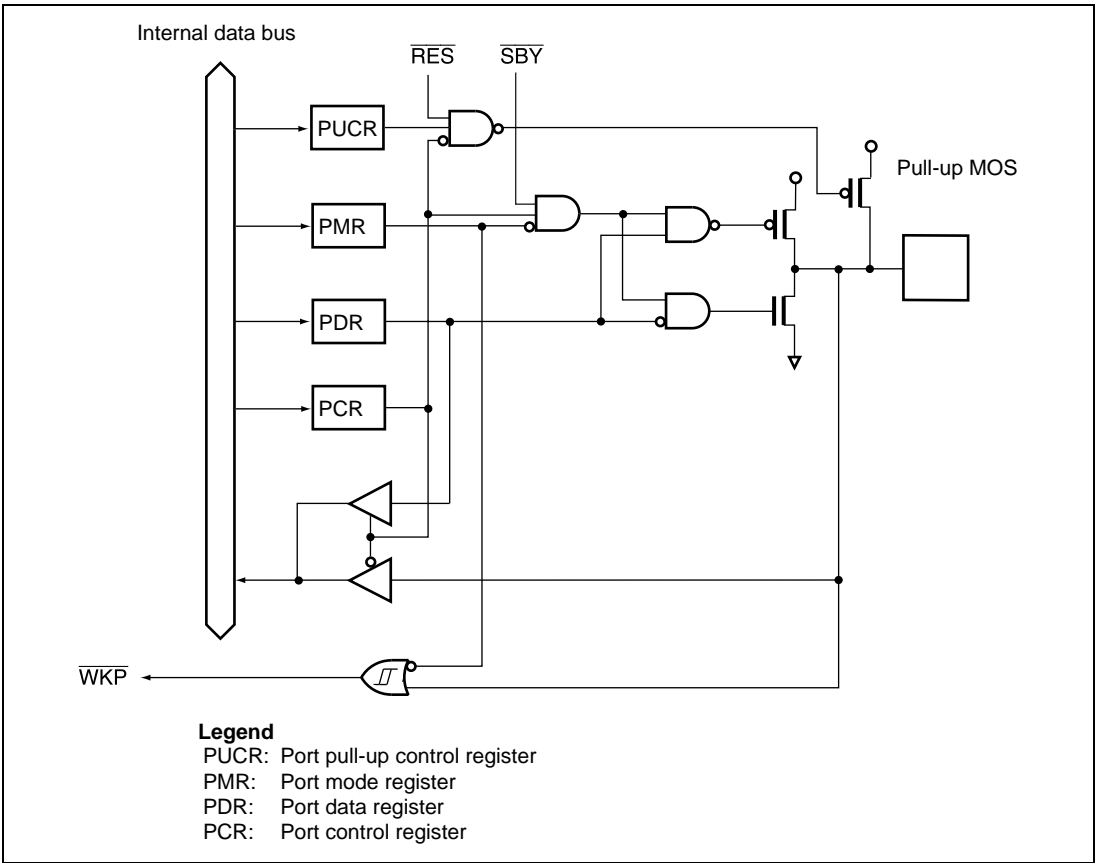 Internal data bus
RES
SBY
PUCR
Pull-up MOS
PMR
PDR
PCR
WKP
Legend
PUCR: Port pull-up control register
PMR: Port mode register
PDR: Port data register
PCR: Port control register